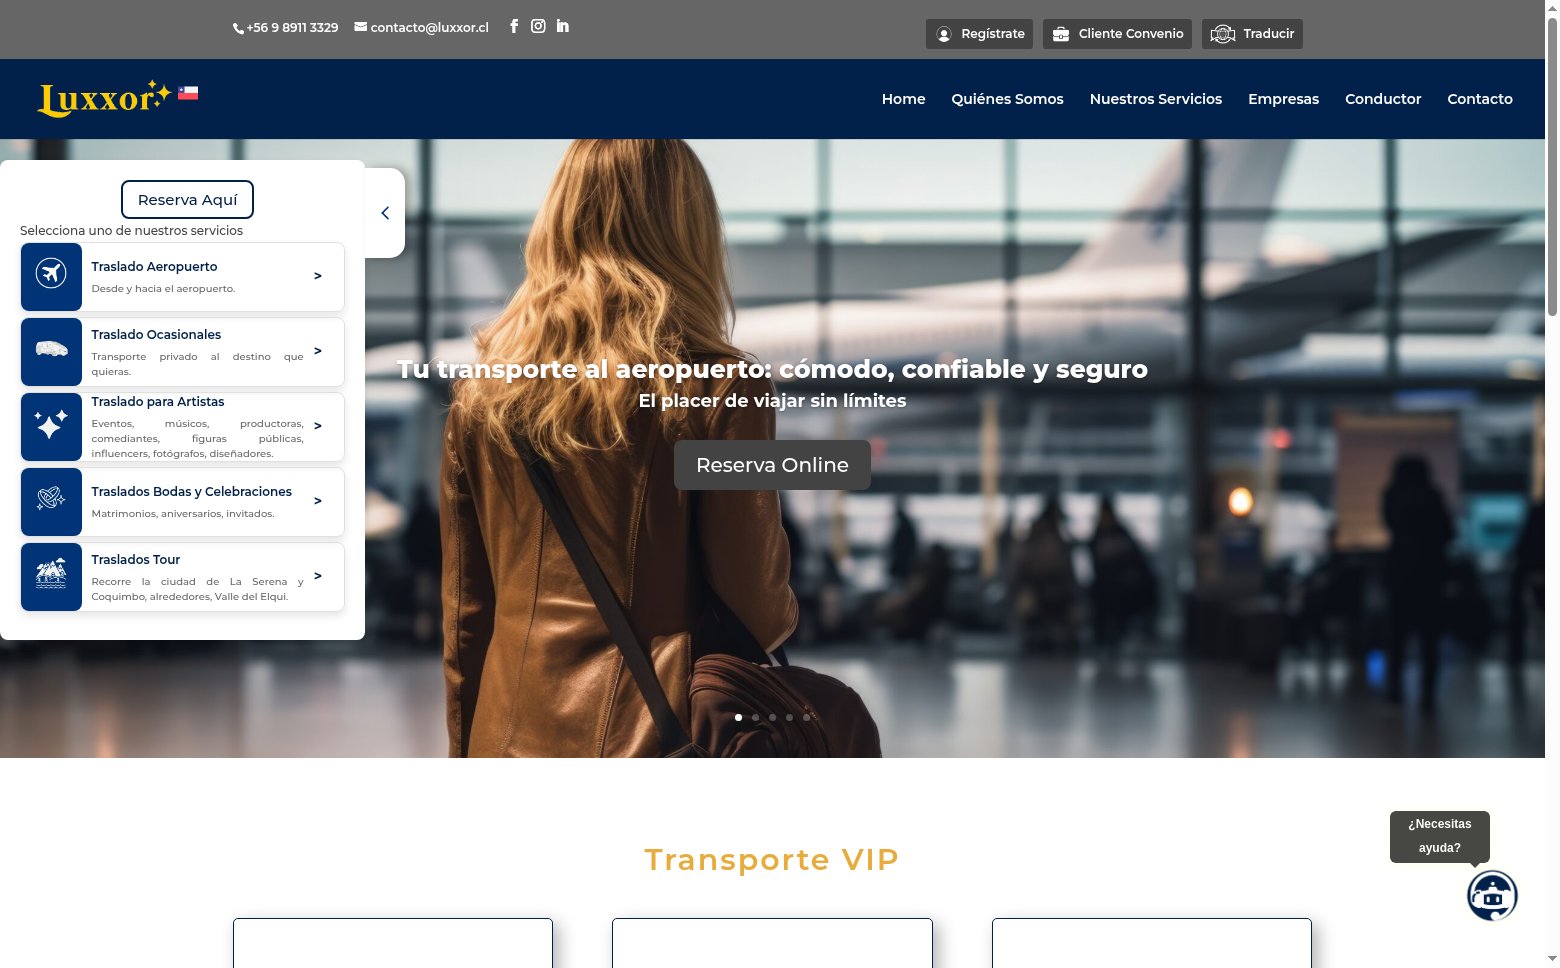 +56 9 8911 3329
contacto@luxxor.cl
Regístrate
Cliente Convenio
Traducir
Luxxor
Home
Quiénes Somos
Nuestros Servicios
Empresas
Conductor
Contacto
Reserva Aquí
Selecciona uno de nuestros servicios
Traslado Aeropuerto
Desde y hacia el aeropuerto.
>
Traslado Ocasionales
Transporte privado al destino que
quieras.
>
Traslado para Artistas
Eventos, músicos, productoras,
comediantes, figuras públicas,
influencers, fotógrafos, diseñadores.
>
Traslados Bodas y Celebraciones
Matrimonios, aniversarios, invitados.
>
Traslados Tour
Recorre la ciudad de La Serena y
Coquimbo, alrededores, Valle del Elqui.
>
Tu transporte al aeropuerto: cómodo, confiable y seguro
El placer de viajar sin límites
Reserva Online
Transporte VIP
¿Necesitas
ayuda?